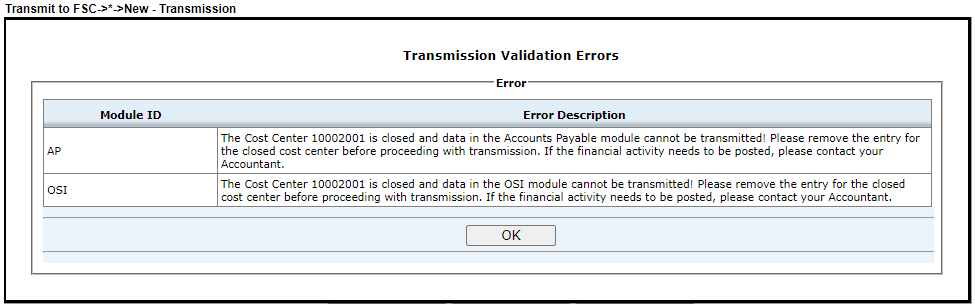 Transmit to FSC->*->New - Transmission
Transmission Validation Errors
Error
Module ID Error Description
AP
The Cost Center 10002001 is closed and data in the Accounts Payable module cannot be transmitted! Please remove the entry for
the closed cost center before proceeding with transmission. If the financial activity needs to be posted, please contact your
Accountant.
OSI
The Cost Center 10002001 is closed and data in the OSI module cannot be transmitted! Please remove the entry for the closed
cost center before proceeding with transmission. If the financial activity needs to be posted, please contact your Accountant.
OK